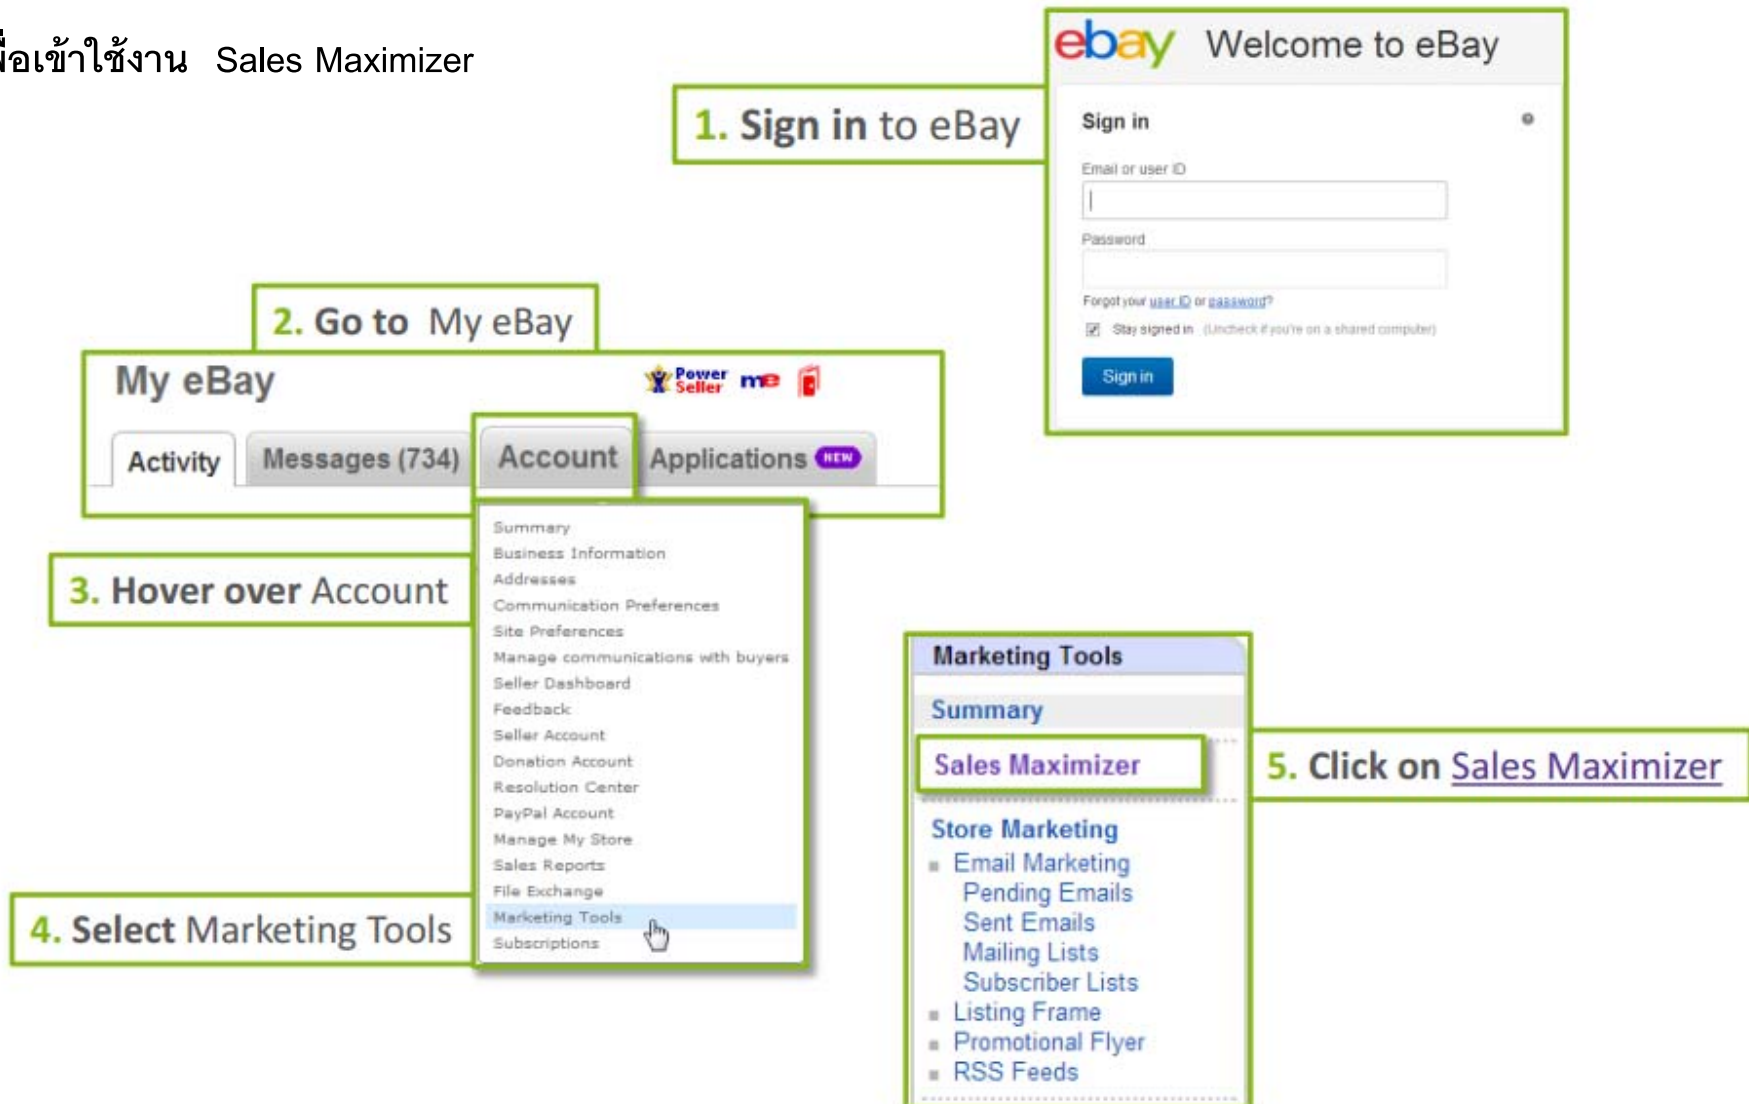 เพื่อเข้าใช้งาน Sales Maximizer
ebay Welcome to eBay
1. Sign in to eBay
Sign in
Email or user ID
Password
Forgot your user ID or password?
Stay signed in (Uncheck if you're on a shared computer)
Sign in
2. Go to My eBay
My eBay
Power Seller me
Activity
Messages (734)
Account
Applications NEW
3. Hover over Account
Summary
Business Information
Addresses
Communication Preferences
Site Preferences
Manage communications with buyers
Seller Dashboard
Feedback
Seller Account
Donation Account
Resolution Center
PayPal Account
Manage My Store
Sales Reports
File Exchange
Marketing Tools
Subscriptions
4. Select Marketing Tools
Marketing Tools
Summary
Sales Maximizer
5. Click on Sales Maximizer
Store Marketing
Email Marketing
Pending Emails
Sent Emails
Mailing Lists
Subscriber Lists
Listing Frame
Promotional Flyer
RSS Feeds